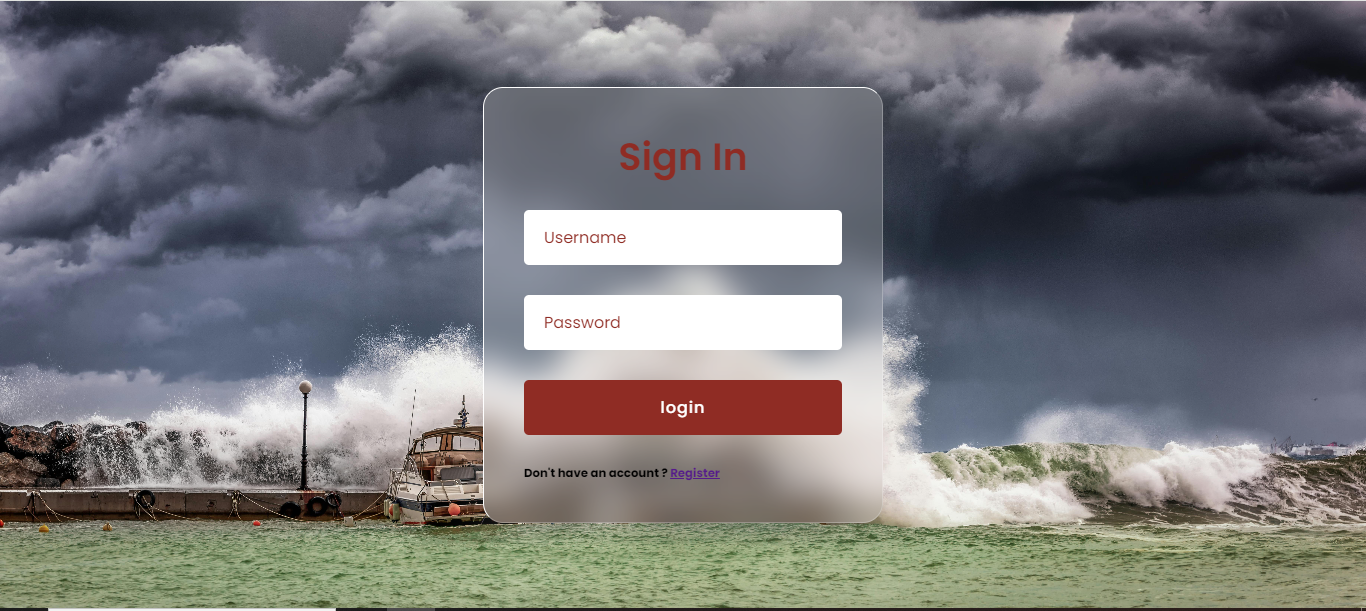 Sign In
Username
Password
login
Don't have an account ? Register